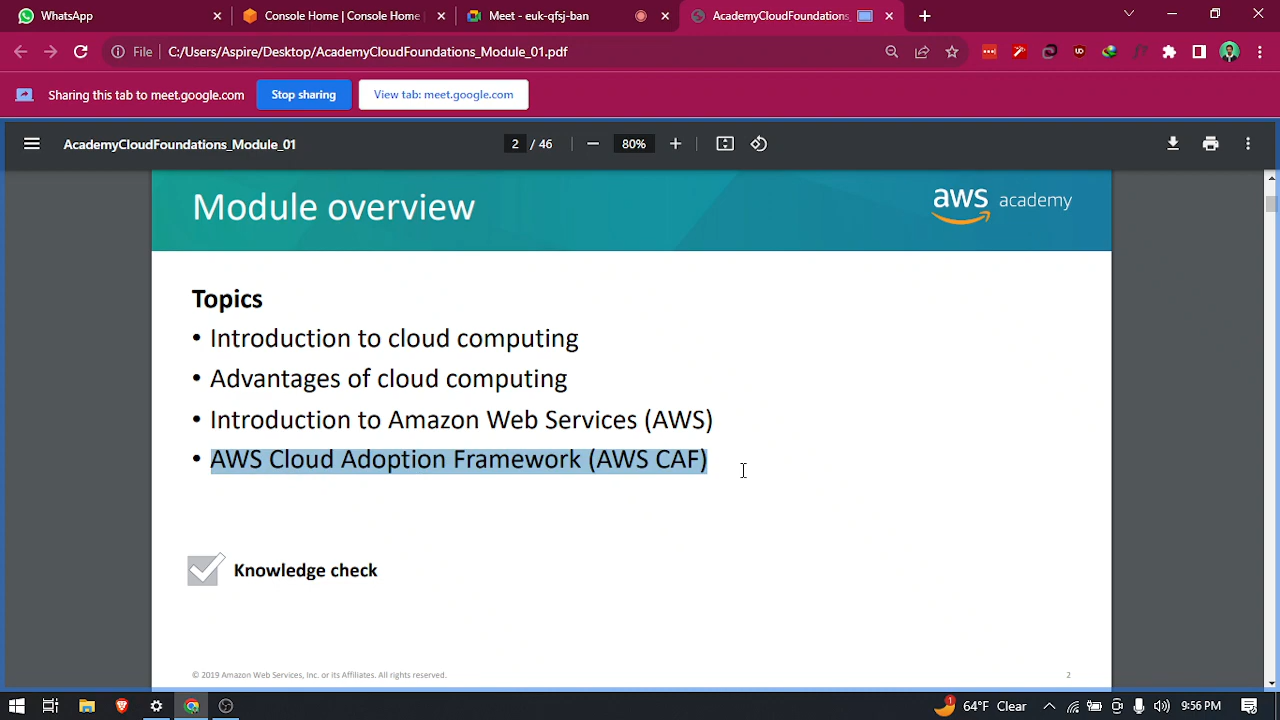 WhatsApp
Console Home | Console Home
Meet - euk-qfsj-ban
AcademyCloudFoundations_
File
C:/Users/Aspire/Desktop/AcademyCloudFoundations_Module_01.pdf
Sharing this tab to meet.google.com
Stop sharing
View tab: meet.google.com
AcademyCloudFoundations_Module_01
2 / 46
80%
Module overview
aws academy
Topics
• Introduction to cloud computing
• Advantages of cloud computing
• Introduction to Amazon Web Services (AWS)
• AWS Cloud Adoption Framework (AWS CAF)
Knowledge check
© 2019 Amazon Web Services, Inc. or its Affiliates. All rights reserved.
2
1
64°F Clear
9:56 PM